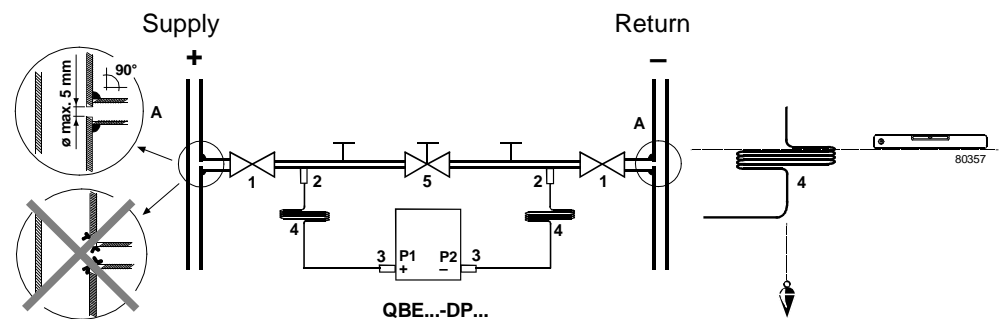 Supply
Return
+
–
90°
ø max. 5 mm
A
A
1
2
5
2
1
4
4
3
P1
+
P2
–
3
QBE...-DP...
80357
4